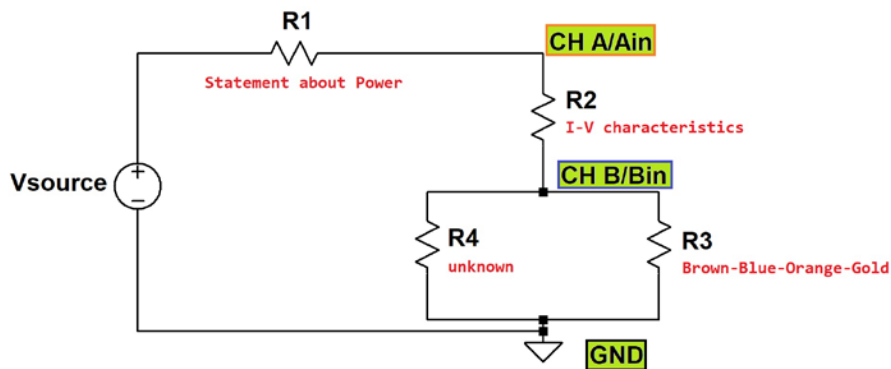 R1
CH A/Ain
Statement about Power
R2
I-V characteristics
Vsource
+
−
CH B/Bin
R4
unknown
R3
Brown-Blue-Orange-Gold
GND